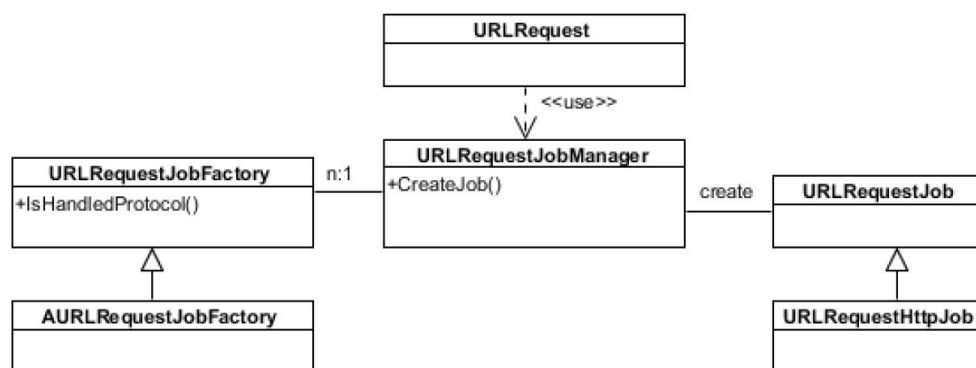 URLRequest
<<use>>
URLRequestJobFactory
+IsHandledProtocol()
n:1
URLRequestJobManager
+CreateJob()
create
URLRequestJob
AURLRequestJobFactory
URLRequestHttpJob